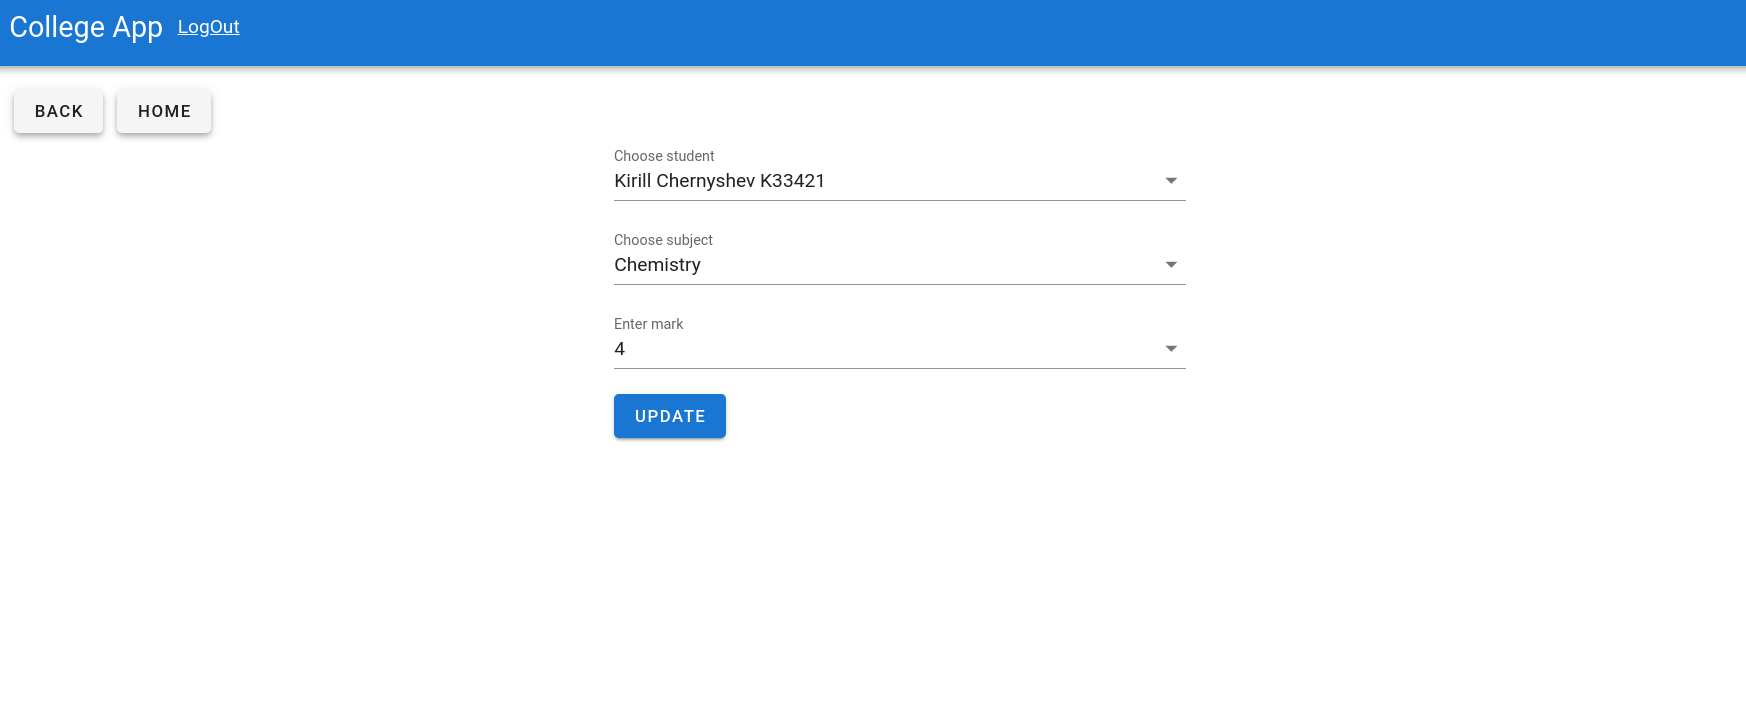 College App LogOut
BACK HOME
Choose student
Kirill Chernyshev K33421
Choose subject
Chemistry
Enter mark
4
UPDATE